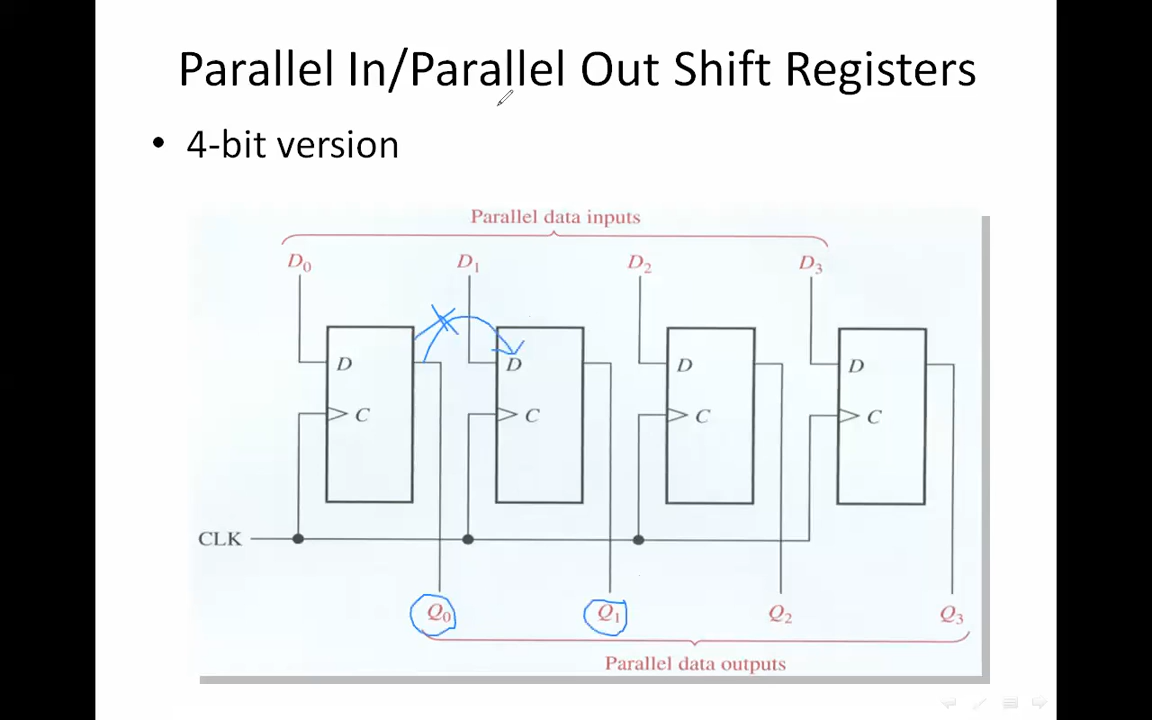 Parallel In/Parallel Out Shift Registers
• 4-bit version
Parallel data inputs
D0 D1 D2 D3
D D D D
C C C C
CLK
Q0 Q1 Q2 Q3
Parallel data outputs